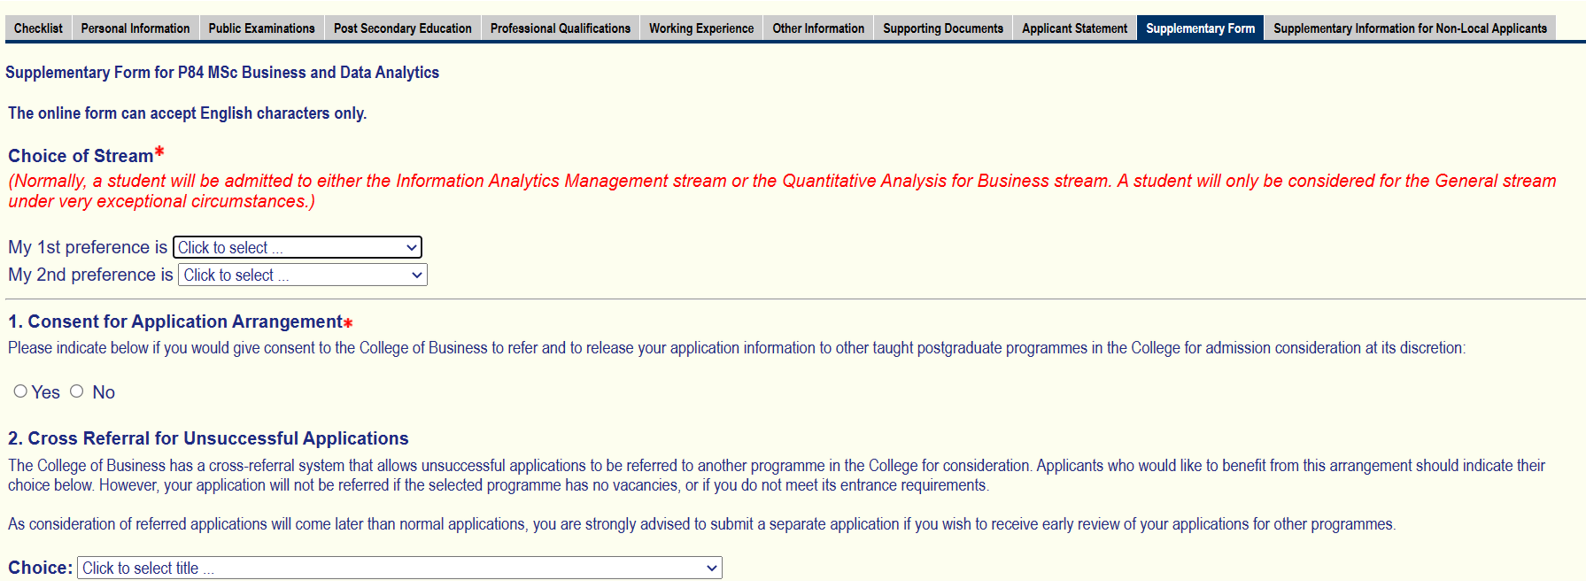 Checklist Personal Information Public Examinations Post Secondary Education Professional Qualifications Working Experience Other Information Supporting Documents Applicant Statement Supplementary Form Supplementary Information for Non-Local Applicants
Supplementary Form for P84 MSc Business and Data Analytics
The online form can accept English characters only.
Choice of Stream*
(Normally, a student will be admitted to either the Information Analytics Management stream or the Quantitative Analysis for Business stream. A student will only be considered for the General stream
under very exceptional circumstances.)
My 1st preference is Click to select ...
My 2nd preference is Click to select ...
1. Consent for Application Arrangement*
Please indicate below if you would give consent to the College of Business to refer and to release your application information to other taught postgraduate programmes in the College for admission consideration at its discretion:
Yes No
2. Cross Referral for Unsuccessful Applications
The College of Business has a cross-referral system that allows unsuccessful applications to be referred to another programme in the College for consideration. Applicants who would like to benefit from this arrangement should indicate their
choice below. However, your application will not be referred if the selected programme has no vacancies, or if you do not meet its entrance requirements.
As consideration of referred applications will come later than normal applications, you are strongly advised to submit a separate application if you wish to receive early review of your applications for other programmes.
Choice: Click to select title ...